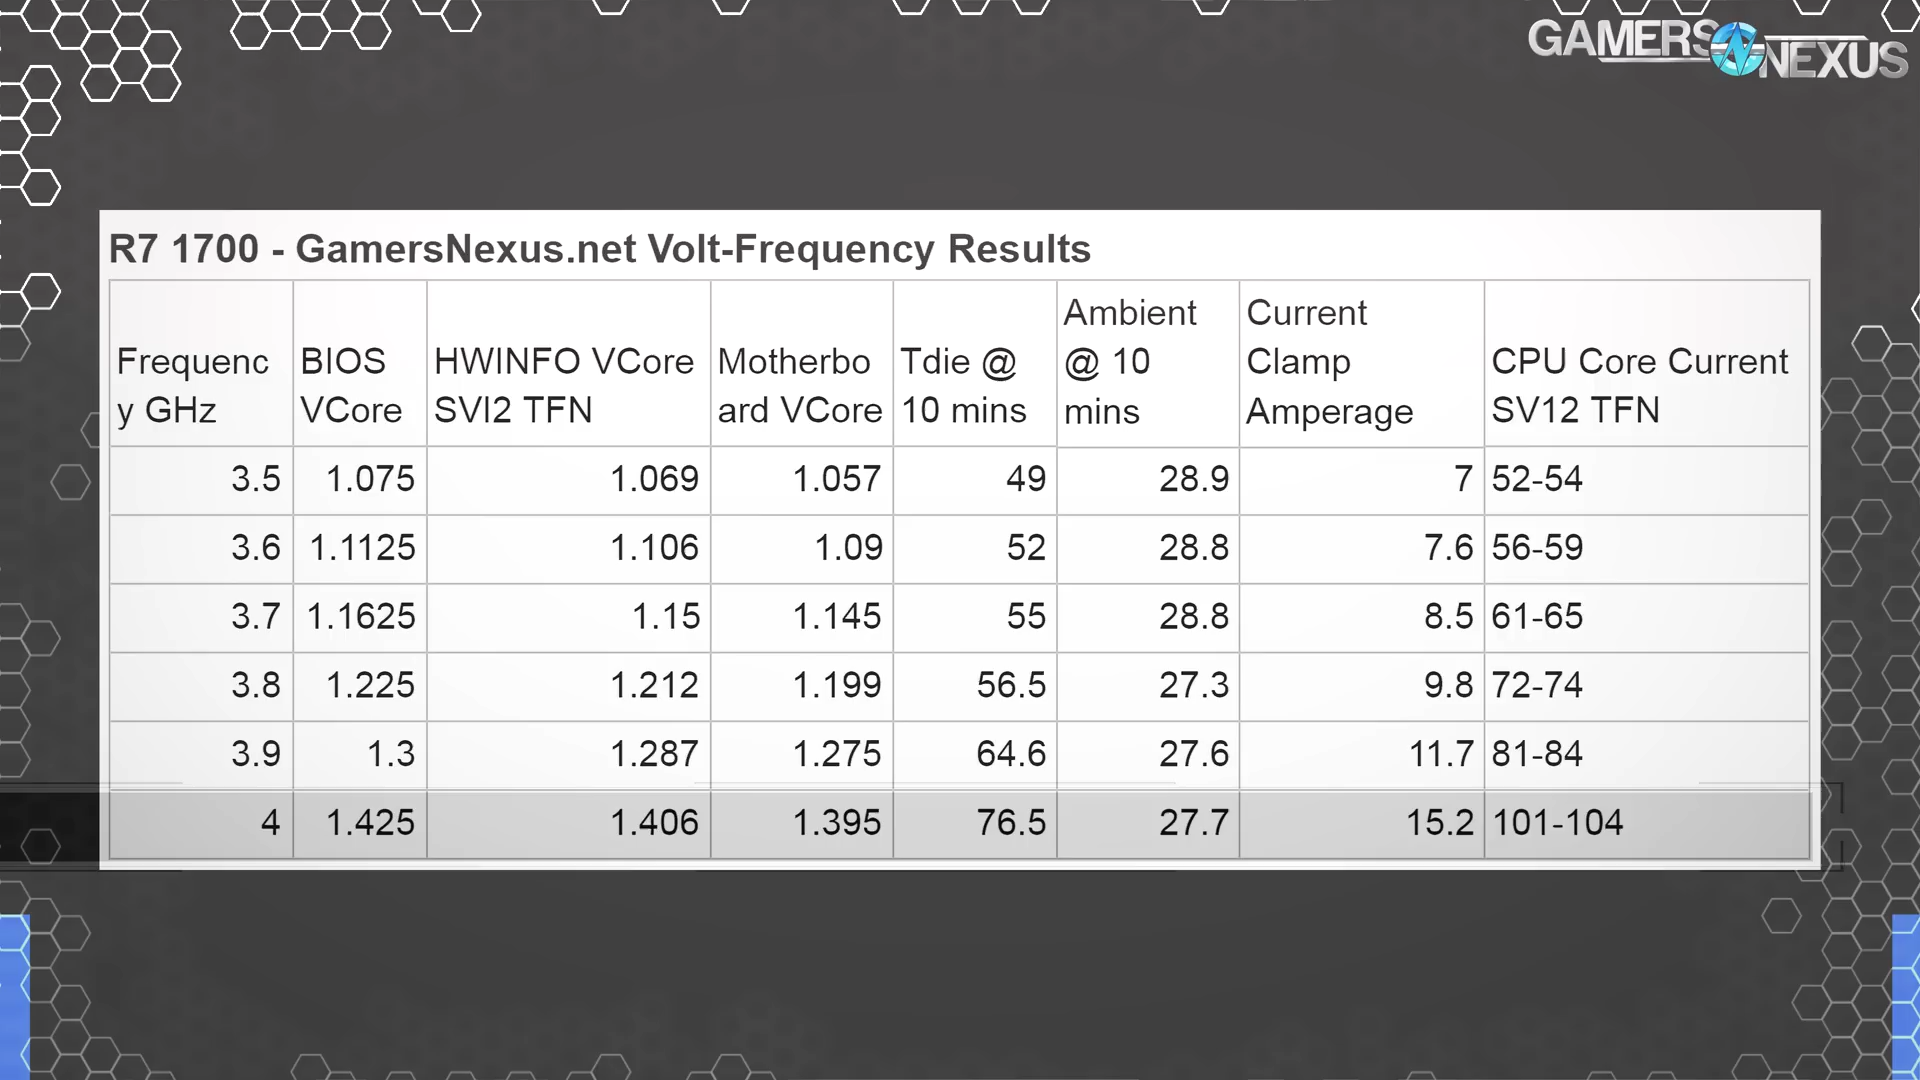 GAMERS NEXUS
R7 1700 - GamersNexus.net Volt-Frequency Results
Frequenc
y GHz
BIOS
VCore
HWINFO VCore
SVI2 TFN
Motherbo
ard VCore
Tdie @
10 mins
Ambient
@ 10
mins
Current
Clamp
Amperage
CPU Core Current
SV12 TFN
3.5 1.075 1.069 1.057 49 28.9 7 52-54
3.6 1.1125 1.106 1.09 52 28.8 7.6 56-59
3.7 1.1625 1.15 1.145 55 28.8 8.5 61-65
3.8 1.225 1.212 1.199 56.5 27.3 9.8 72-74
3.9 1.3 1.287 1.275 64.6 27.6 11.7 81-84
4 1.425 1.406 1.395 76.5 27.7 15.2 101-104